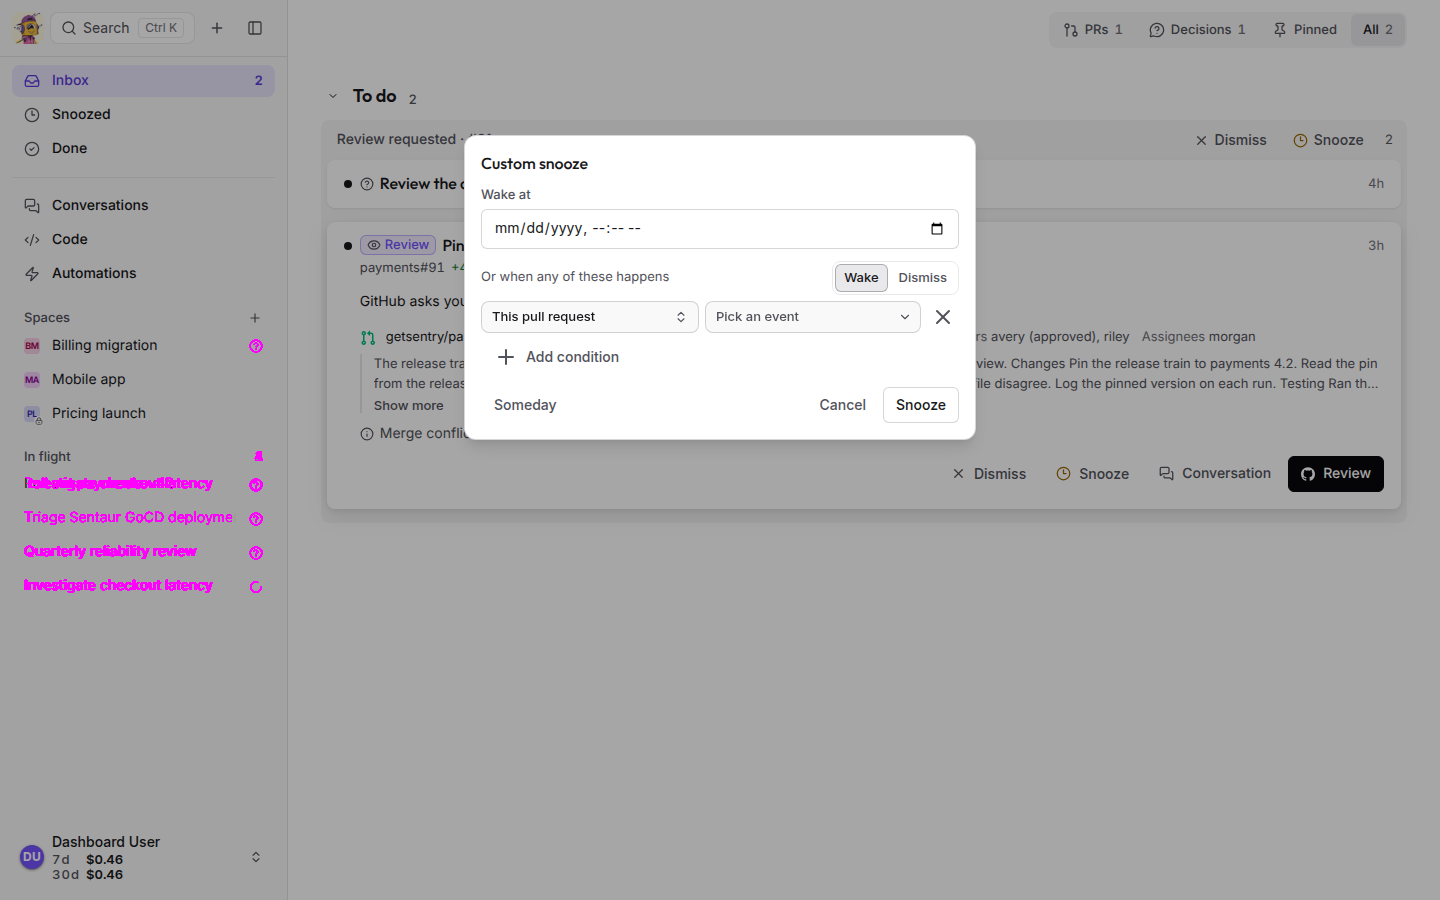 Search Ctrl K
PRs 1 Decisions 1 Pinned All 2
Inbox 2
Snoozed
Done
Conversations
Code
Automations
Spaces
BM Billing migration
MA Mobile app
PL Pricing launch
In flight
Triage Sentaur GoCD deployme
Quarterly reliability review
Investigate checkout latency
DU Dashboard User
7d $0.46
30d $0.46
To do 2
Review requested · Dismiss Snooze 2
Review the 4h
Review Pin 3h
payments#91
GitHub asks you
getsentry/pa avery (approved), riley Assignees morgan
The release tra view. Changes Pin the release train to payments 4.2. Read the pin
from the releas file disagree. Log the pinned version on each run. Testing Ran th...
Show more
Merge conflic
Dismiss Snooze Conversation Review
Custom snooze
Wake at
mm/dd/yyyy, --:-- --
Or when any of these happens Wake Dismiss
This pull request Pick an event
Add condition
Someday Cancel Snooze